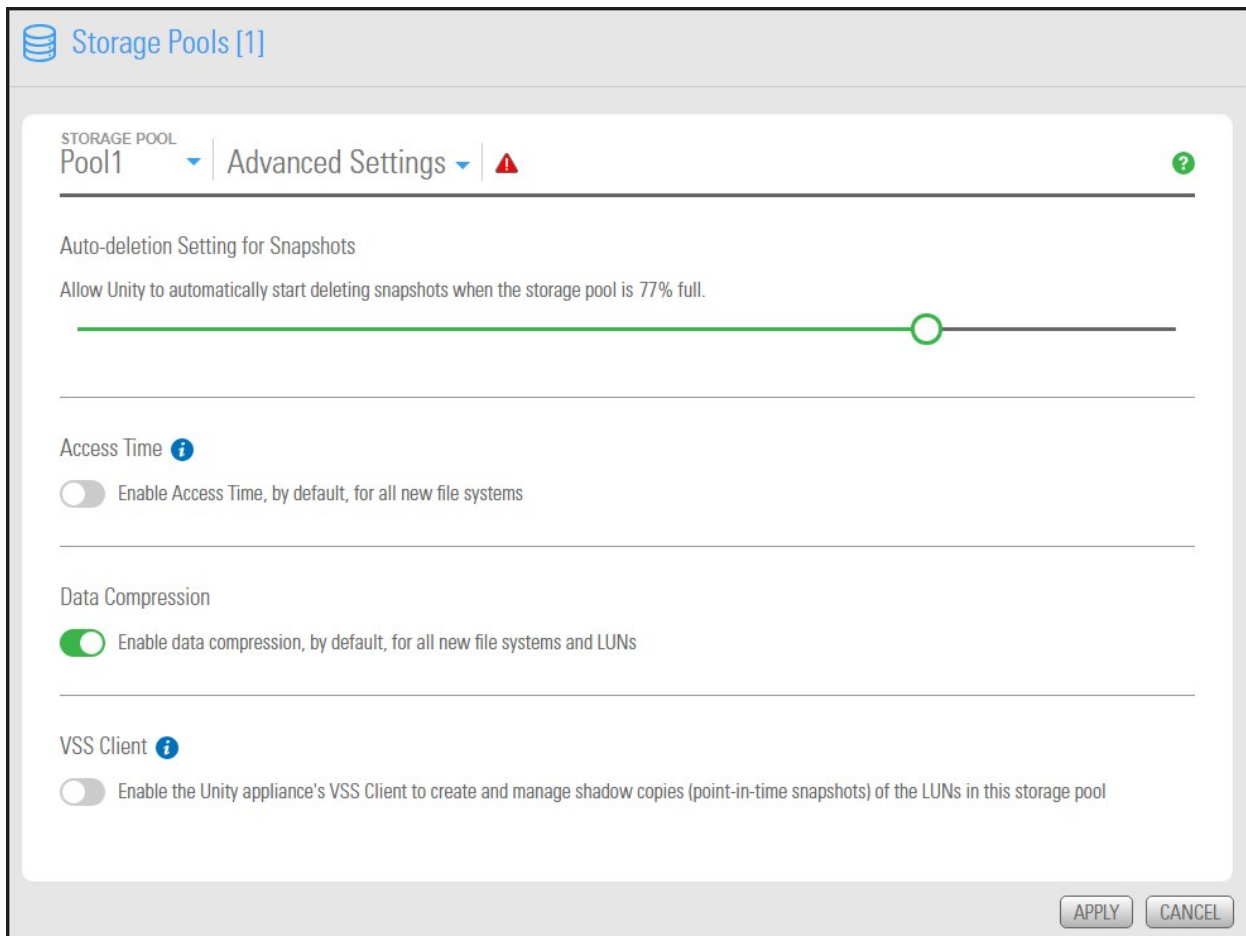 Storage Pools [1]
STORAGE POOL
Pool1
Advanced Settings
Auto-deletion Setting for Snapshots
Allow Unity to automatically start deleting snapshots when the storage pool is 77% full.
Access Time
Enable Access Time, by default, for all new file systems
Data Compression
Enable data compression, by default, for all new file systems and LUNs
VSS Client
Enable the Unity appliance's VSS Client to create and manage shadow copies (point-in-time snapshots) of the LUNs in this storage pool
APPLY
CANCEL